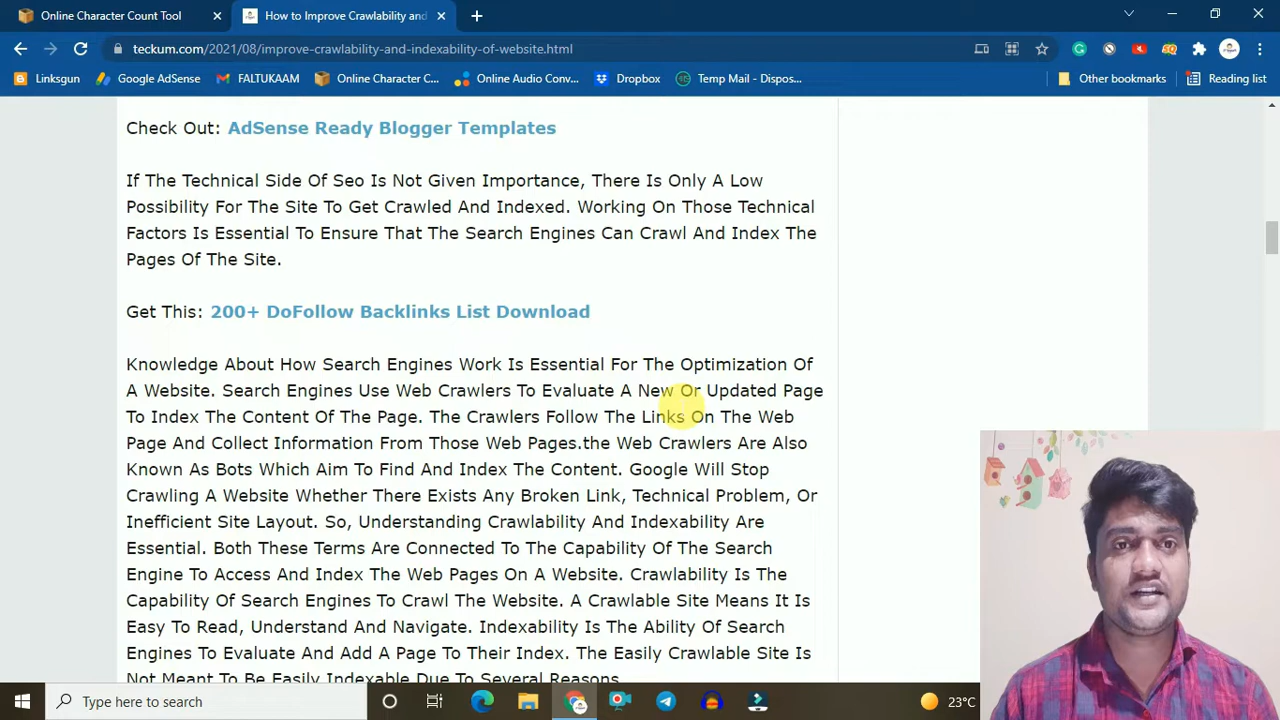 Online Character Count Tool
How to Improve Crawlability and
teckum.com/2021/08/improve-crawlability-and-indexability-of-website.html
Linksgun
Google AdSense
FALTUKAAM
Online Character C...
Online Audio Conv...
Dropbox
Temp Mail - Dispos...
Other bookmarks
Reading list
Check Out: AdSense Ready Blogger Templates
If The Technical Side Of Seo Is Not Given Importance, There Is Only A Low
Possibility For The Site To Get Crawled And Indexed. Working On Those Technical
Factors Is Essential To Ensure That The Search Engines Can Crawl And Index The
Pages Of The Site.
Get This: 200+ DoFollow Backlinks List Download
Knowledge About How Search Engines Work Is Essential For The Optimization Of
A Website. Search Engines Use Web Crawlers To Evaluate A New Or Updated Page
To Index The Content Of The Page. The Crawlers Follow The Links On The Web
Page And Collect Information From Those Web Pages.the Web Crawlers Are Also
Known As Bots Which Aim To Find And Index The Content. Google Will Stop
Crawling A Website Whether There Exists Any Broken Link, Technical Problem, Or
Inefficient Site Layout. So, Understanding Crawlability And Indexability Are
Essential. Both These Terms Are Connected To The Capability Of The Search
Engine To Access And Index The Web Pages On A Website. Crawlability Is The
Capability Of Search Engines To Crawl The Website. A Crawlable Site Means It Is
Easy To Read, Understand And Navigate. Indexability Is The Ability Of Search
Engines To Evaluate And Add A Page To Their Index. The Easily Crawlable Site Is
Not Meant To Be Easily Indexable Due To Several Reasons.
Type here to search
23°C